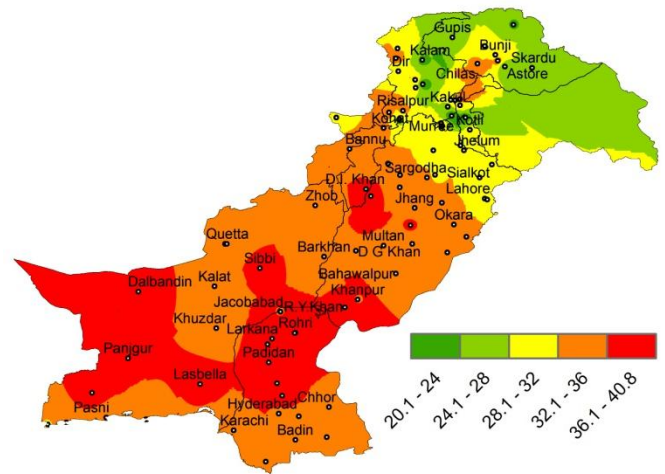 Gupis
Kalam
Bunji
Skardu
Dir
Chilas
Astore
Kakul
Risalpur
Kohat
Murree
Kotli
Bannu
Jhelum
Sargodha
Sialkot
D.I. Khan
Lahore
Zhob
Jhang
Okara
Quetta
Multan
Barkhan
D G Khan
Sibbi
Bahawalpur
Dalbandin
Kalat
Khanpur
Jacobabad
R.Y.Khan
Khuzdar
Larkana
Rohri
Panjgur
Padidan
Lasbella
Pasni
Hyderabad
Chhor
Karachi
Badin
20.1 - 24
24.1 - 28
28.1 - 32
32.1 - 36
36.1 - 40.8